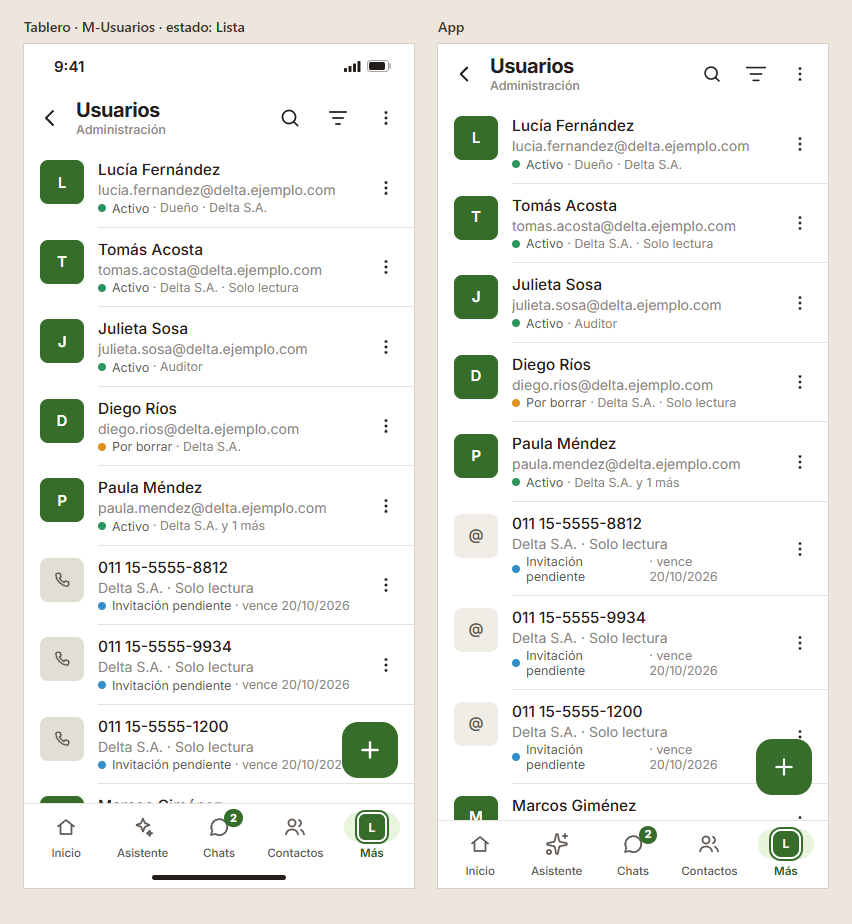 Tablero · M-Usuarios · estado: Lista
9:41
Usuarios
Administración
L
Lucía Fernández
lucia.fernandez@delta.ejemplo.com
Activo · Dueño · Delta S.A.
T
Tomás Acosta
tomas.acosta@delta.ejemplo.com
Activo · Delta S.A. · Solo lectura
J
Julieta Sosa
julieta.sosa@delta.ejemplo.com
Activo · Auditor
D
Diego Ríos
diego.rios@delta.ejemplo.com
Por borrar · Delta S.A.
P
Paula Méndez
paula.mendez@delta.ejemplo.com
Activo · Delta S.A. y 1 más
011 15-5555-8812
Delta S.A. · Solo lectura
Invitación pendiente · vence 20/10/2026
011 15-5555-9934
Delta S.A. · Solo lectura
Invitación pendiente · vence 20/10/2026
011 15-5555-1200
Delta S.A. · Solo lectura
Invitación pendiente · vence 20/10/202
Marcos Giménez
2
L
Inicio
Asistente
Chats
Contactos
Más
App
Usuarios
Administración
L
Lucía Fernández
lucia.fernandez@delta.ejemplo.com
Activo · Dueño · Delta S.A.
T
Tomás Acosta
tomas.acosta@delta.ejemplo.com
Activo · Delta S.A. · Solo lectura
J
Julieta Sosa
julieta.sosa@delta.ejemplo.com
Activo · Auditor
D
Diego Ríos
diego.rios@delta.ejemplo.com
Por borrar · Delta S.A. · Solo lectura
P
Paula Méndez
paula.mendez@delta.ejemplo.com
Activo · Delta S.A. y 1 más
@
011 15-5555-8812
Delta S.A. · Solo lectura
Invitación · vence
pendiente 20/10/2026
@
011 15-5555-9934
Delta S.A. · Solo lectura
Invitación · vence
pendiente 20/10/2026
@
011 15-5555-1200
Delta S.A. · Solo lectura
Invitación · vence
pendiente 20/10/2026
M
Marcos Giménez
2
L
Inicio
Asistente
Chats
Contactos
Más